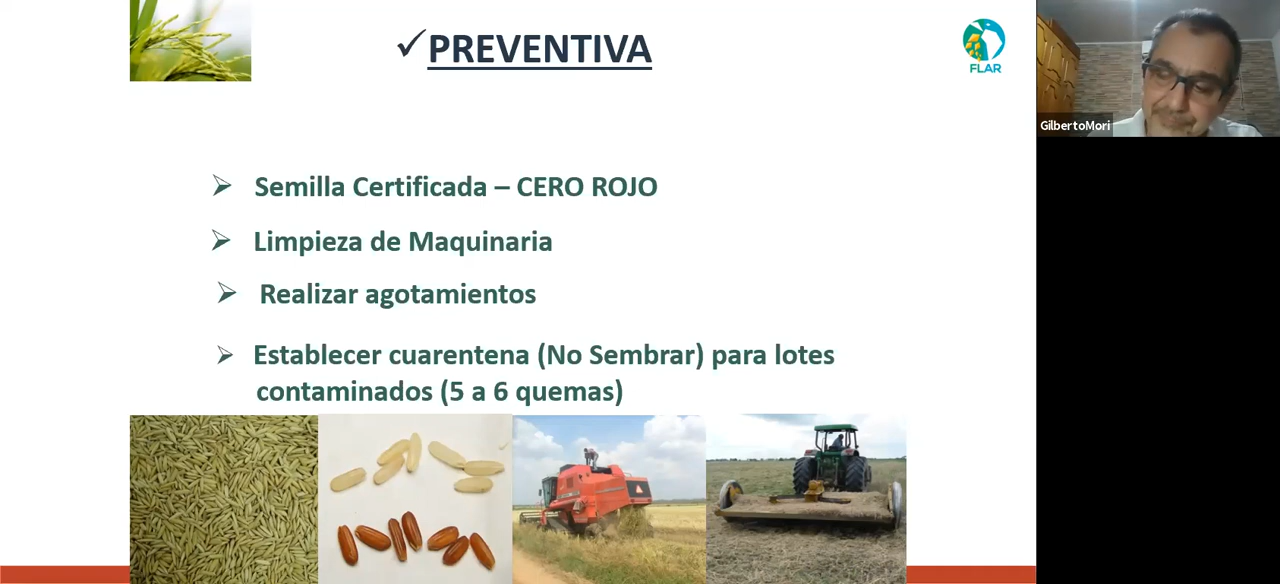 ✓PREVENTIVA
FLAR
GilbertoMori
➢ Semilla Certificada – CERO ROJO
➢ Limpieza de Maquinaria
➢ Realizar agotamientos
➢ Establecer cuarentena (No Sembrar) para lotes
contaminados (5 a 6 quemas)